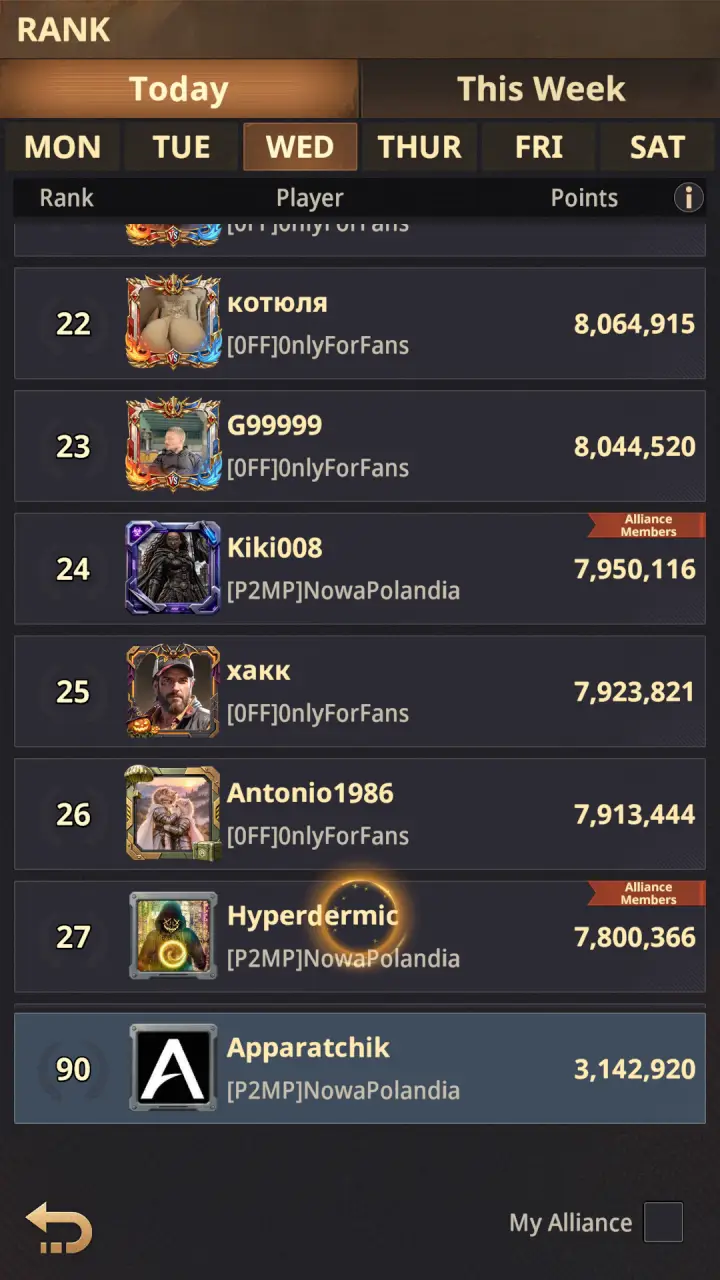 RANK
Today
This Week
MON
TUE
WED
THUR
FRI
SAT
Rank
Player
Points
i
[0FF]0nlyForFans
22
котюля
[0FF]0nlyForFans
8,064,915
23
G99999
[0FF]0nlyForFans
8,044,520
24
Kiki008
[P2MP]NowaPolandia
Alliance
Members
7,950,116
25
хакк
[0FF]0nlyForFans
7,923,821
26
Antonio1986
[0FF]0nlyForFans
7,913,444
27
Hyperdermic
[P2MP]NowaPolandia
Alliance
Members
7,800,366
90
A
Apparatchik
[P2MP]NowaPolandia
3,142,920
My Alliance